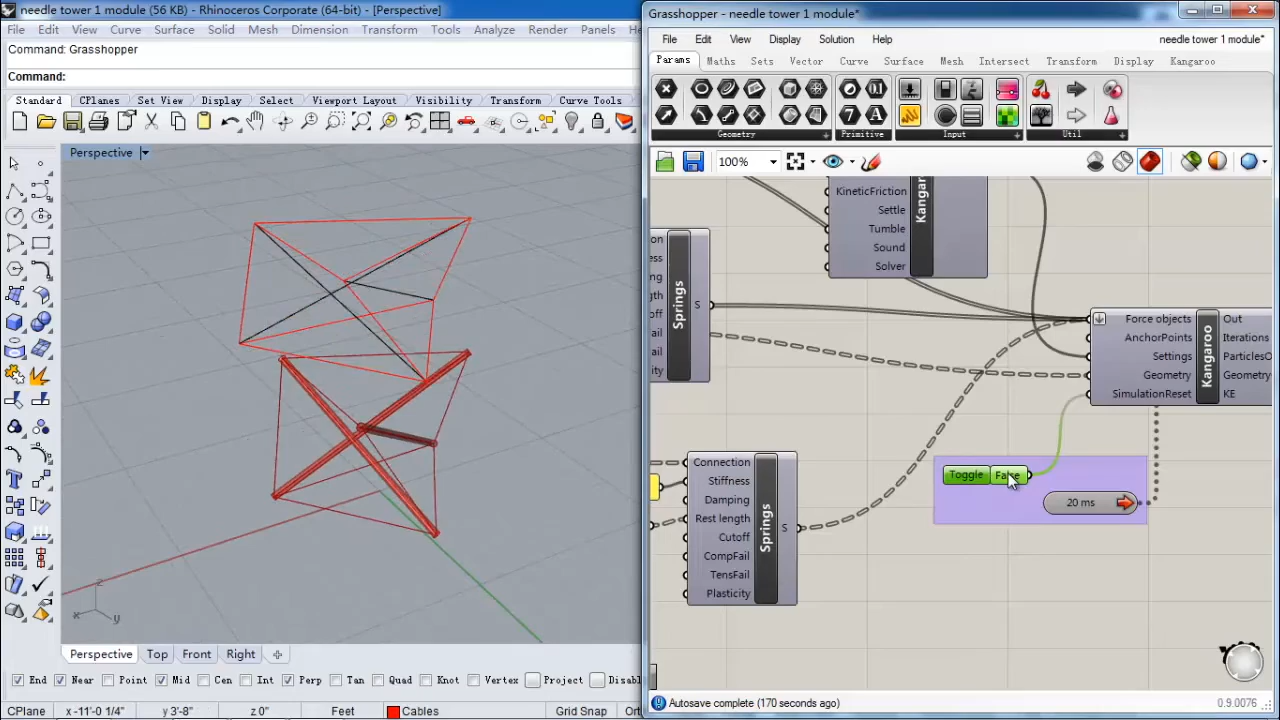 needle tower 1 module (56 KB) - Rhinoceros Corporate (64-bit) - [Perspective]
File Edit View Curve Surface Solid Mesh Dimension Transform Tools Analyze Render Panels H
Command: Grasshopper
Command:
Standard CPlanes Set View Display Select Viewport Layout Visibility Transform Curve Tools
Perspective
z
x y
Perspective Top Front Right
End Near Point Mid Cen Int Perp Tan Quad Knot Vertex Project Disabl
CPlane x -11'-0 1/4" y 3'-8" z 0" Feet Cables Grid Snap Ort
Grasshopper - needle tower 1 module*
File Edit View Display Solution Help needle tower 1 module*
Params Maths Sets Vector Curve Surface Mesh Intersect Transform Display Kangaroo
Geometry Primitive Input Util
100%
KineticFriction
Settle
Tumble
Sound
Solver
Kangaroo
Springs
S
Force objects Out
AnchorPoints Iterations
Settings ParticlesO
Geometry Geometry
SimulationReset KE
Kangaroo
Toggle False
20 ms
Connection
Stiffness
Damping
Rest length
Cutoff
CompFail
TensFail
Plasticity
Springs
S
Autosave complete (170 seconds ago) 0.9.0076